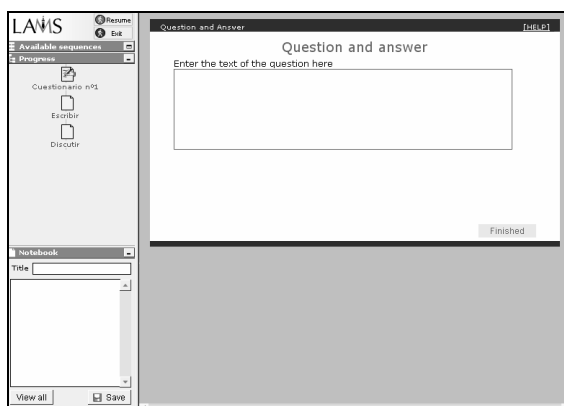 LAMS
Resume
Exit
Available sequences
Progress
Cuestionario nº1
Escribir
Discutir
Notebook
Title
View all
Save
Question and Answer
[HELP]
Question and answer
Enter the text of the question here
Finished